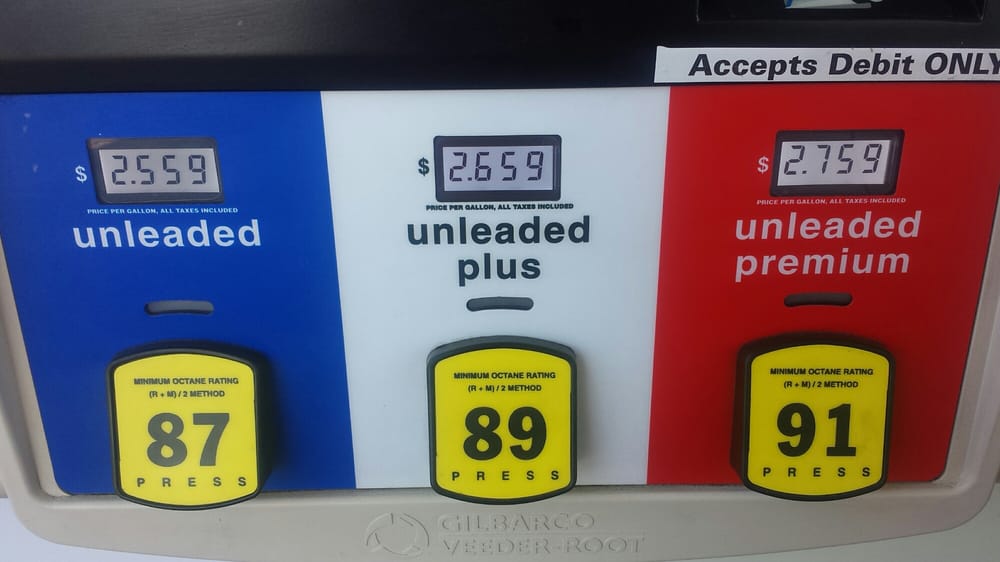 Accepts Debit ONLY
$ 2.559
PRICE PER GALLON, ALL TAXES INCLUDED
unleaded
MINIMUM OCTANE RATING
(R + M) / 2 METHOD
87
PRESS
$ 2.659
PRICE PER GALLON, ALL TAXES INCLUDED
unleaded
plus
MINIMUM OCTANE RATING
(R + M) / 2 METHOD
89
PRESS
$ 2.759
PRICE PER GALLON, ALL TAXES INCLUDED
unleaded
premium
MINIMUM OCTANE RATING
(R + M) / 2 METHOD
91
PRESS
GILBARCO
VEEDER-ROOT